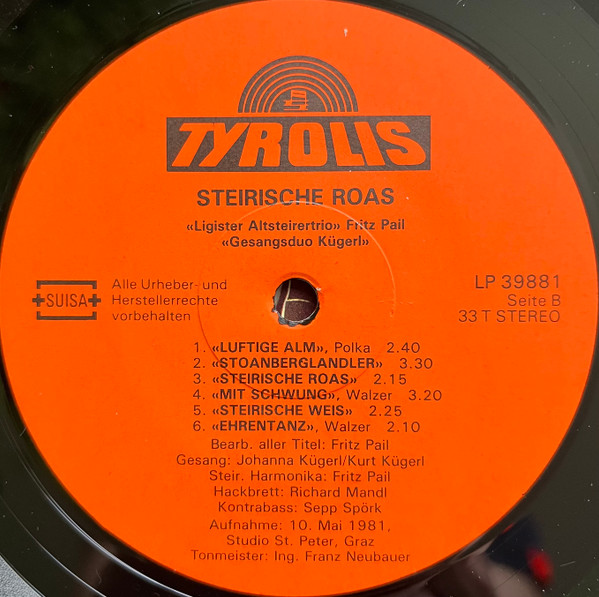 TYROLIS
STEIRISCHE ROAS
«Ligister Altsteirertrio» Fritz Pail
«Gesangsduo Kügerl»
SUISA
Alle Urheber- und
Herstellerrechte
vorbehalten
LP 39881
Seite B
33 T STEREO
1. «LUFTIGE ALM», Polka 2.40
2. «STOANBERGLANDLER» 3.30
3. «STEIRISCHE ROAS» 2.15
4. «MIT SCHWUNG», Walzer 3.20
5. «STEIRISCHE WEIS» 2.25
6. «EHRENTANZ», Walzer 2.10
Bearb. aller Titel: Fritz Pail
Gesang: Johanna Kügerl/Kurt Kügerl
Steir. Harmonika: Fritz Pail
Hackbrett: Richard Mandl
Kontrabass: Sepp Spörk
Aufnahme: 10. Mai 1981,
Studio St. Peter, Graz
Tonmeister: Ing. Franz Neubauer